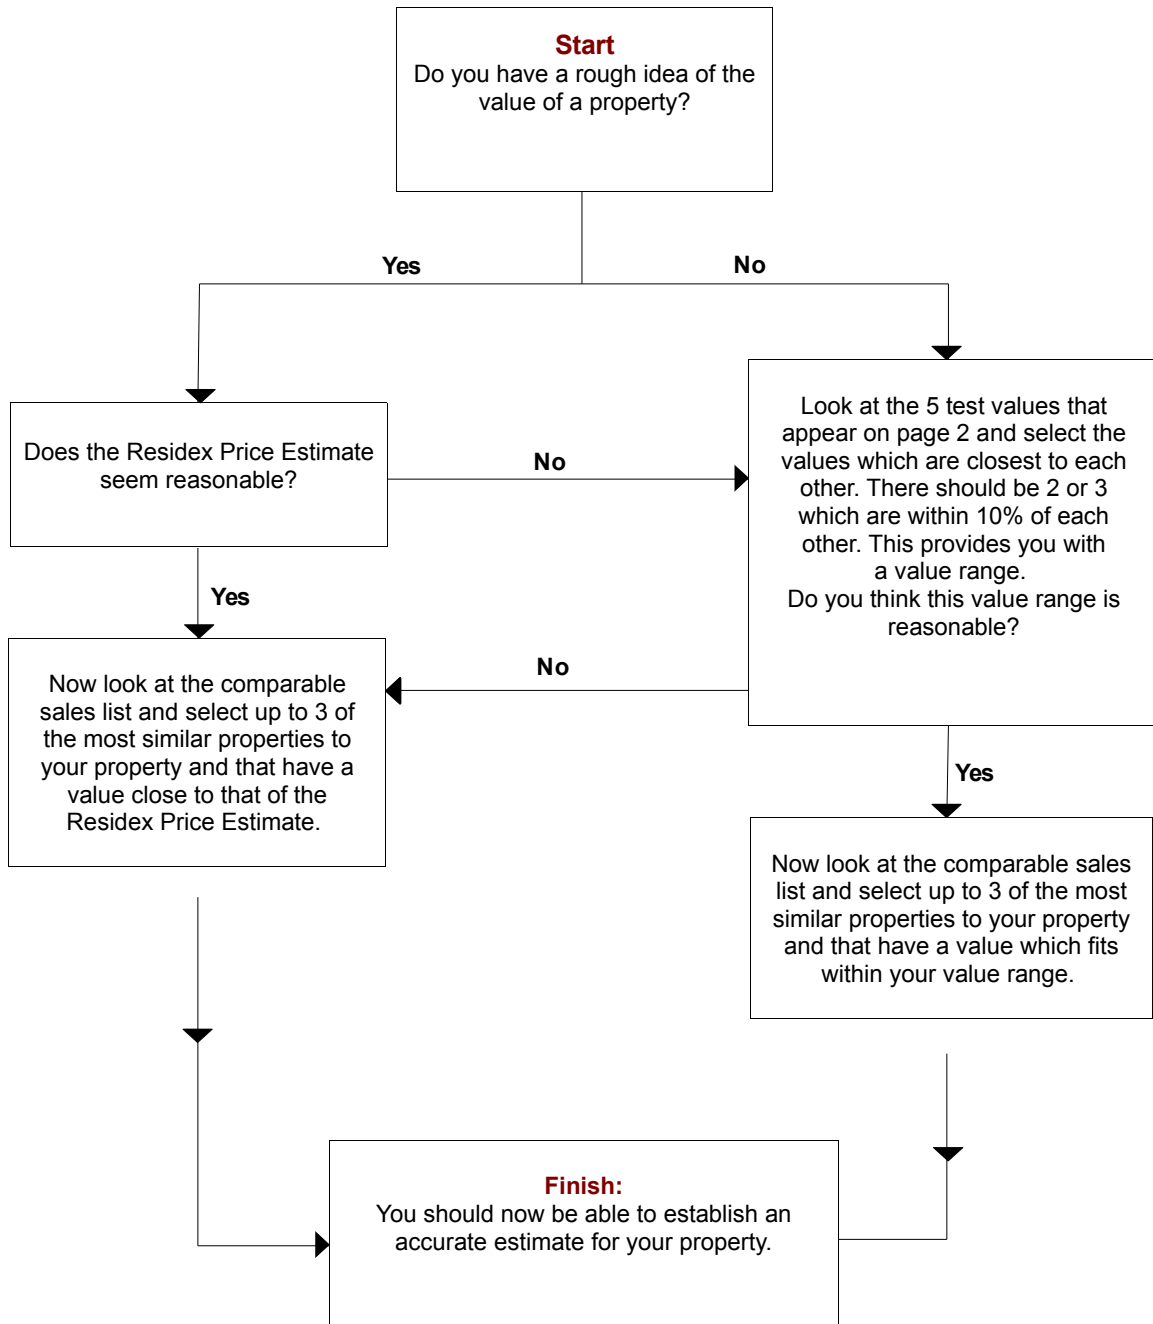 Start
Do you have a rough idea of the
value of a property?
Yes
No
Does the Residex Price Estimate
seem reasonable?
No
Look at the 5 test values that
appear on page 2 and select the
values which are closest to each
other. There should be 2 or 3
which are within 10% of each
other. This provides you with
a value range.
Do you think this value range is
reasonable?
Yes
No
Now look at the comparable
sales list and select up to 3 of
the most similar properties to
your property and that have a
value close to that of the
Residex Price Estimate.
Yes
Now look at the comparable sales
list and select up to 3 of the most
similar properties to your property
and that have a value which fits
within your value range.
Finish:
You should now be able to establish an
accurate estimate for your property.